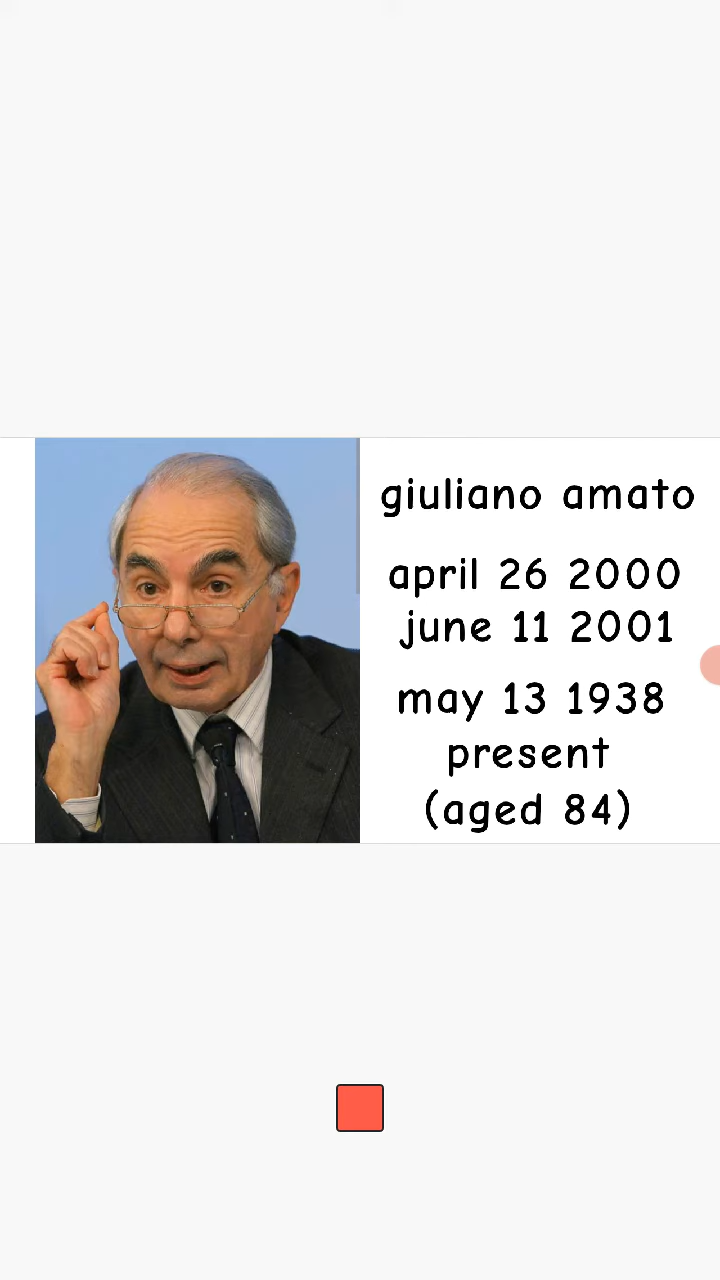 giuliano amato
april 26 2000
june 11 2001
may 13 1938
present
(aged 84)